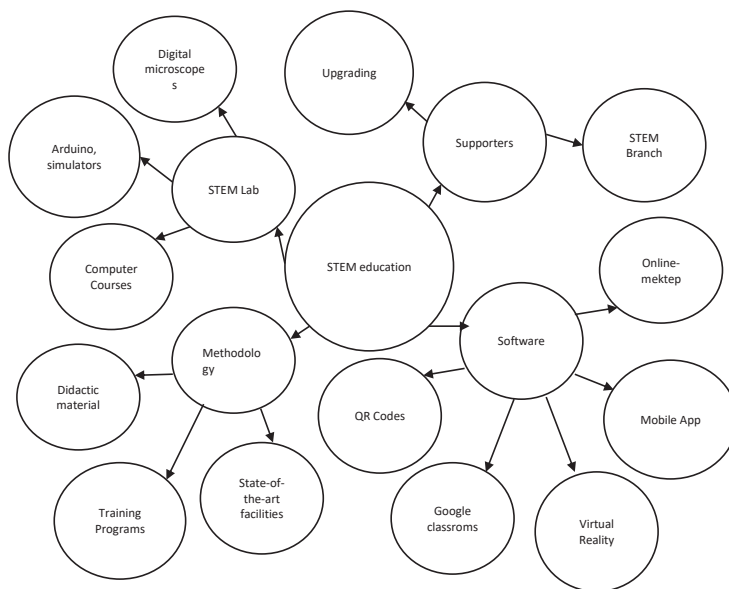 Digital
microscope
s
Upgrading
Arduino,
simulators
STEM Lab
Supporters
STEM
Branch
Computer
Courses
STEM education
Online-
mektep
Methodolo
gy
Software
Didactic
material
QR Codes
Mobile App
Training
Programs
State-of-
the-art
facilities
Google
classroms
Virtual
Reality